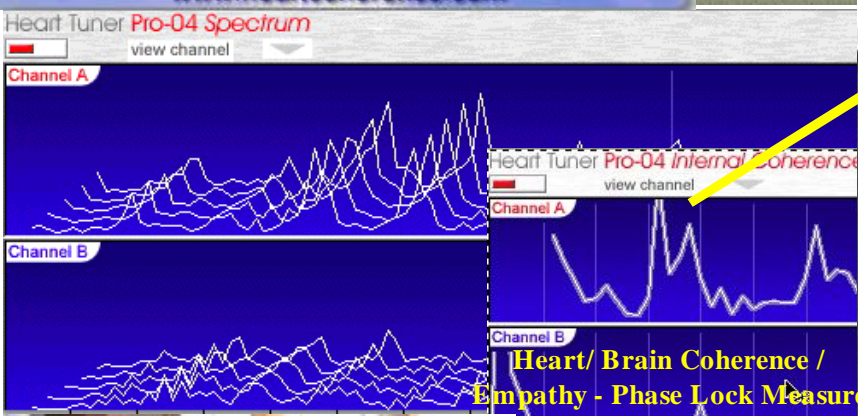 Heart Tuner Pro-04 Spectrum
view channel
Channel A
Channel B
Heart Tuner Pro-04 Internal Coherence
view channel
Channel A
Channel B
Heart/ Brain Coherence /
Empathy - Phase Lock Measur